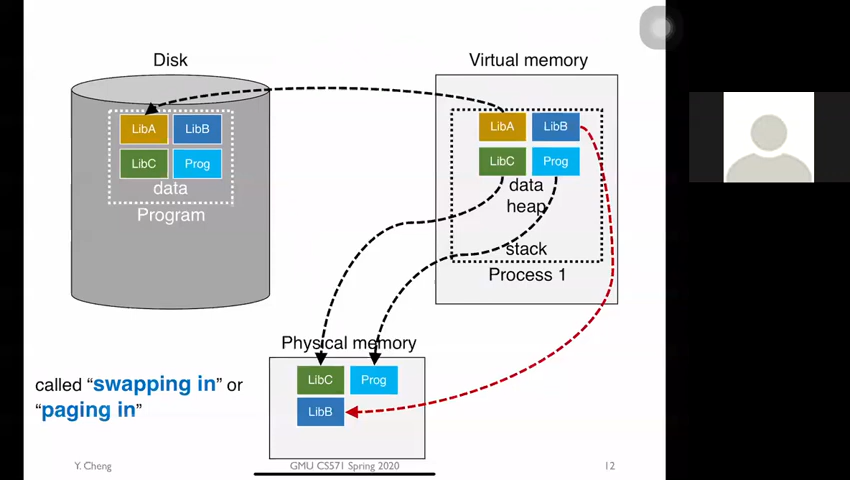 Disk
LibA LibB
LibC Prog
data
Program
Virtual memory
LibA LibB
LibC Prog
data
heap
stack
Process 1
Physical memory
LibC Prog
LibB
called “swapping in” or
“paging in”
Y. Cheng GMU CS571 Spring 2020 12